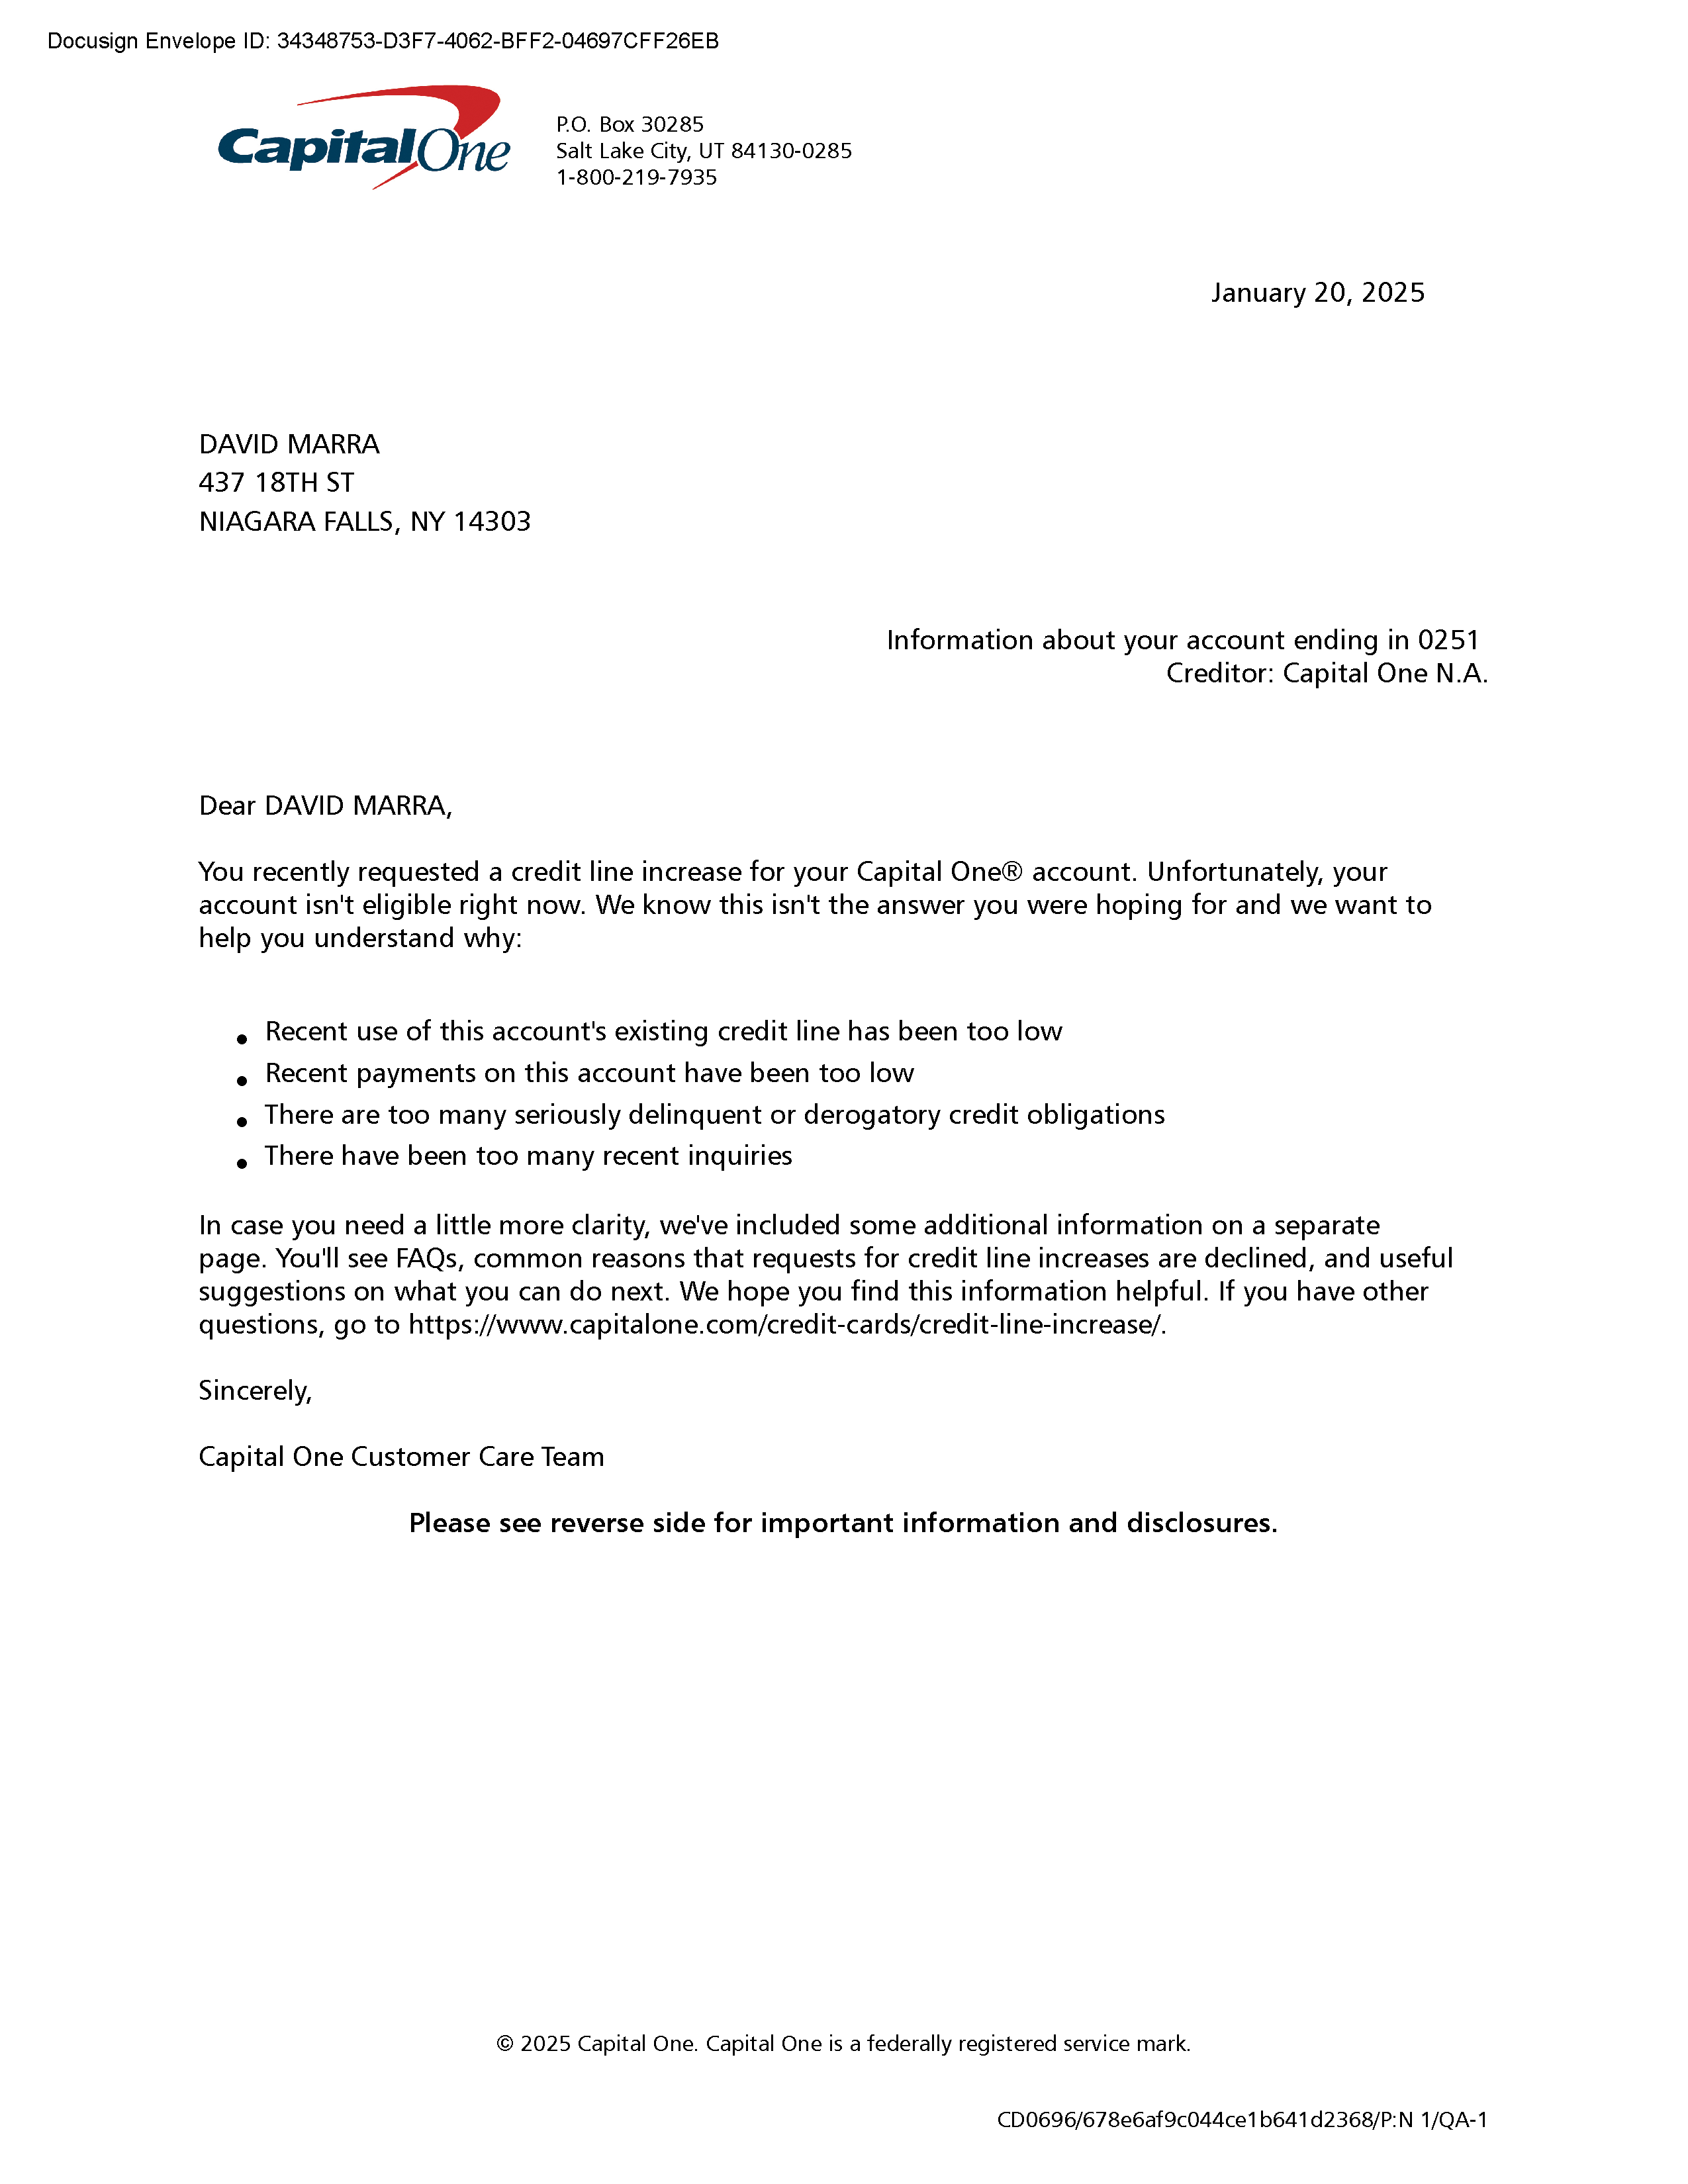 Docusign Envelope ID: 34348753-D3F7-4062-BFF2-04697CFF26EB
Capital One
P.O. Box 30285
Salt Lake City, UT 84130-0285
1-800-219-7935
January 20, 2025
DAVID MARRA
437 18TH ST
NIAGARA FALLS, NY 14303
Information about your account ending in 0251
Creditor: Capital One N.A.
Dear DAVID MARRA,
You recently requested a credit line increase for your Capital One® account. Unfortunately, your
account isn't eligible right now. We know this isn't the answer you were hoping for and we want to
help you understand why:
• Recent use of this account's existing credit line has been too low
• Recent payments on this account have been too low
• There are too many seriously delinquent or derogatory credit obligations
• There have been too many recent inquiries
In case you need a little more clarity, we've included some additional information on a separate
page. You'll see FAQs, common reasons that requests for credit line increases are declined, and useful
suggestions on what you can do next. We hope you find this information helpful. If you have other
questions, go to https://www.capitalone.com/credit-cards/credit-line-increase/.
Sincerely,
Capital One Customer Care Team
Please see reverse side for important information and disclosures.
© 2025 Capital One. Capital One is a federally registered service mark.
CD0696/678e6af9c044ce1b641d2368/P:N 1/QA-1